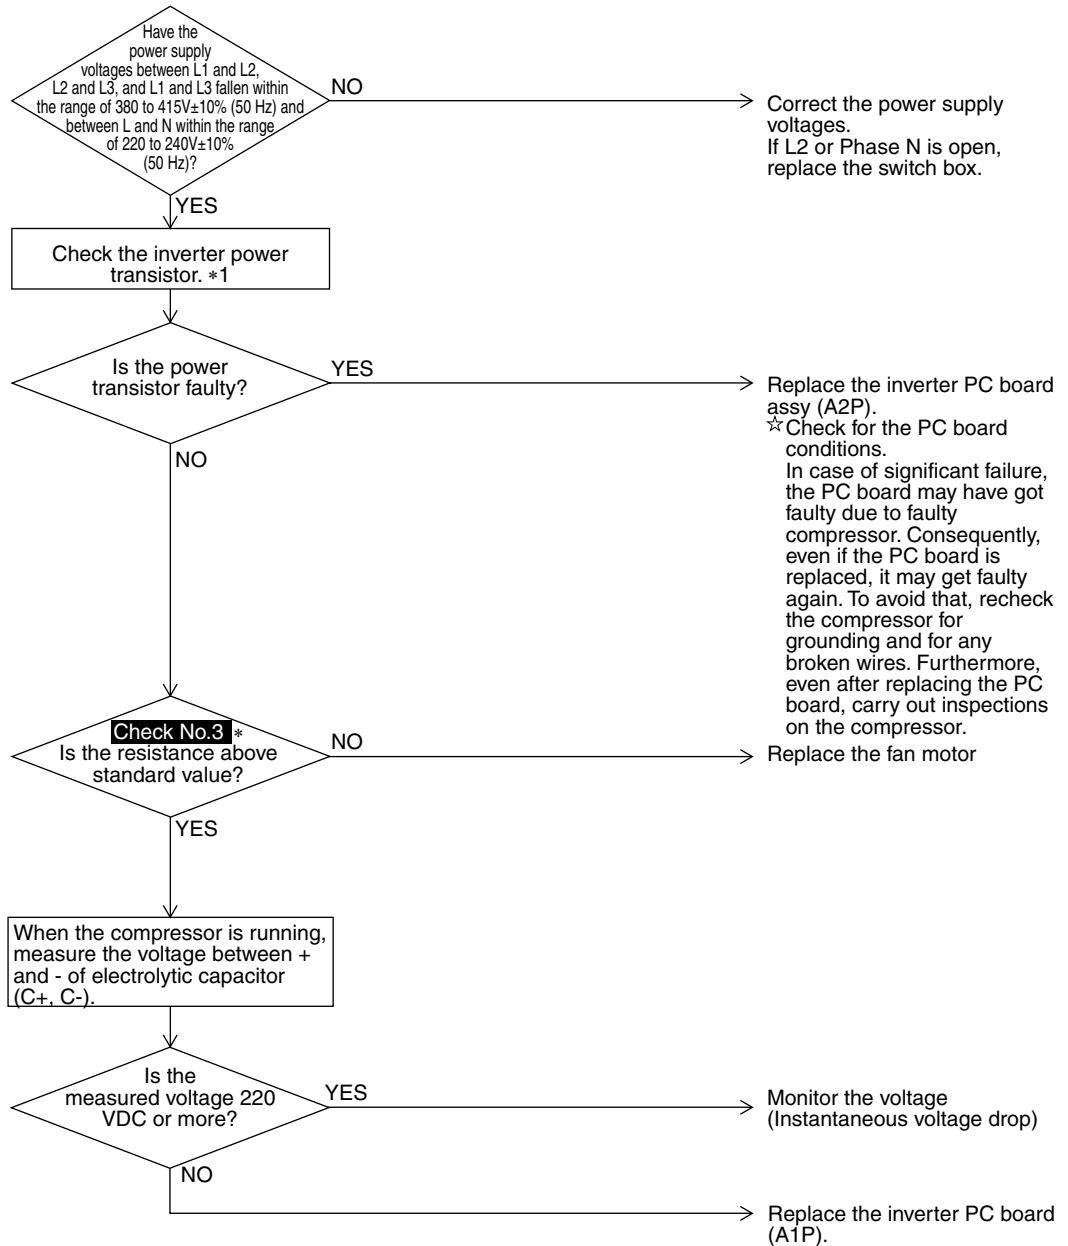 Have the
power supply
voltages between L1 and L2,
L2 and L3, and L1 and L3 fallen within
the range of 380 to 415V±10% (50 Hz) and
between L and N within the range
of 220 to 240V±10%
(50 Hz)?
NO
Correct the power supply
voltages.
If L2 or Phase N is open,
replace the switch box.
YES
Check the inverter power
transistor. *1
Is the power
transistor faulty?
YES
Replace the inverter PC board
assy (A2P).
☆Check for the PC board
conditions.
In case of significant failure,
the PC board may have got
faulty due to faulty
compressor. Consequently,
even if the PC board is
replaced, it may get faulty
again. To avoid that, recheck
the compressor for
grounding and for any
broken wires. Furthermore,
even after replacing the PC
board, carry out inspections
on the compressor.
NO
Check No.3 *
Is the resistance above
standard value?
NO
Replace the fan motor
YES
When the compressor is running,
measure the voltage between +
and - of electrolytic capacitor
(C+, C-).
Is the
measured voltage 220
VDC or more?
YES
Monitor the voltage
(Instantaneous voltage drop)
NO
Replace the inverter PC board
(A1P).